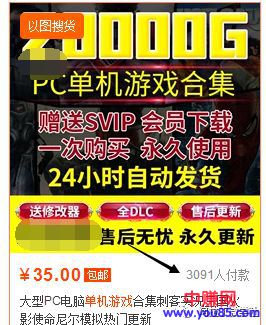 以图搜货
20000G
PC单机游戏合集
赠送SVIP 会员下载
一次购买 永久使用
24小时自动发货
送修改器
全DLC
售后更新
售后无忧 永久更新
￥35.00 包邮
3091人付款
大型PC电脑单机游戏合集刺客
影使命尼尔模拟热门更新
中赚网
www.you85.com